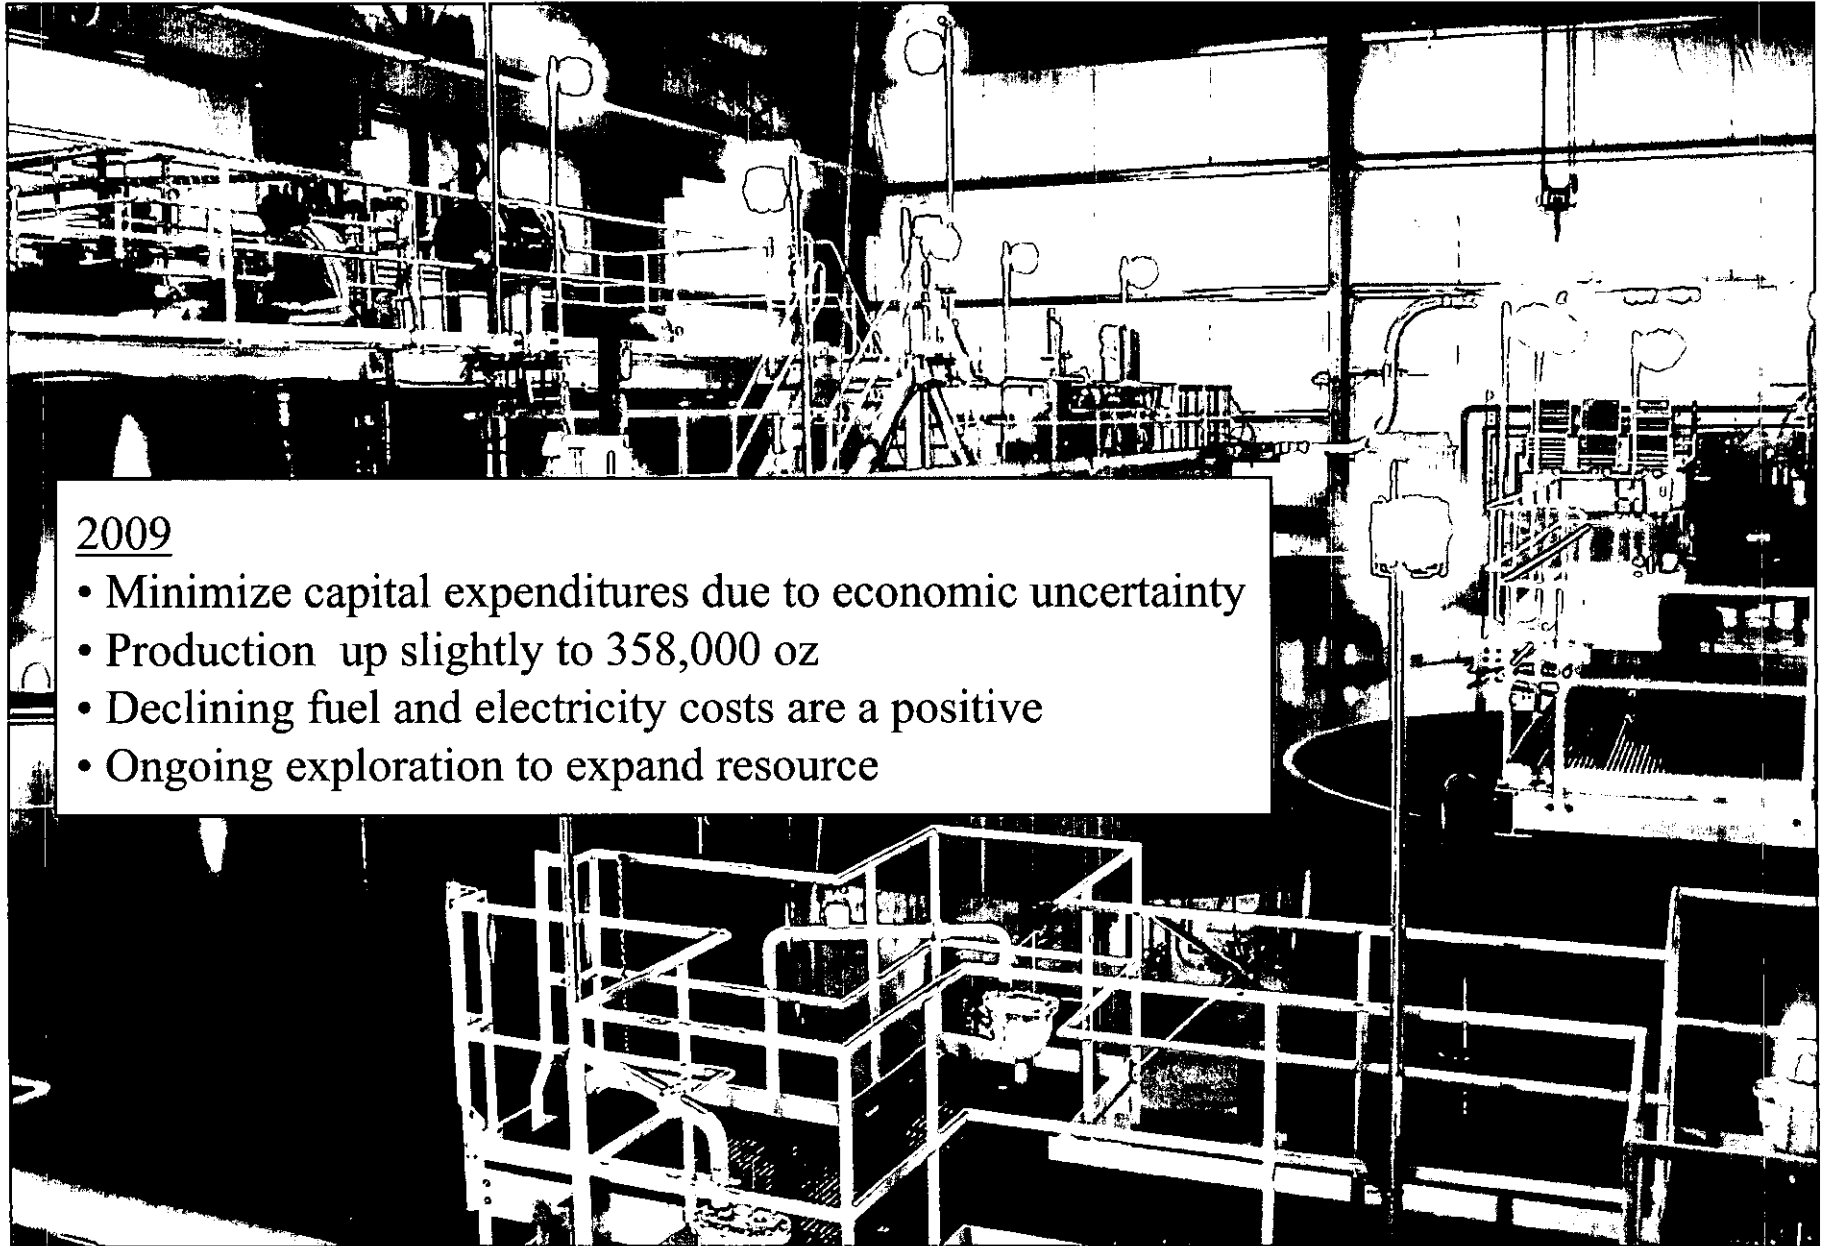 2009
• Minimize capital expenditures due to economic uncertainty
• Production  up slightly to 358,000 oz
• Declining fuel and electricity costs are a positive
• Ongoing exploration to expand resource